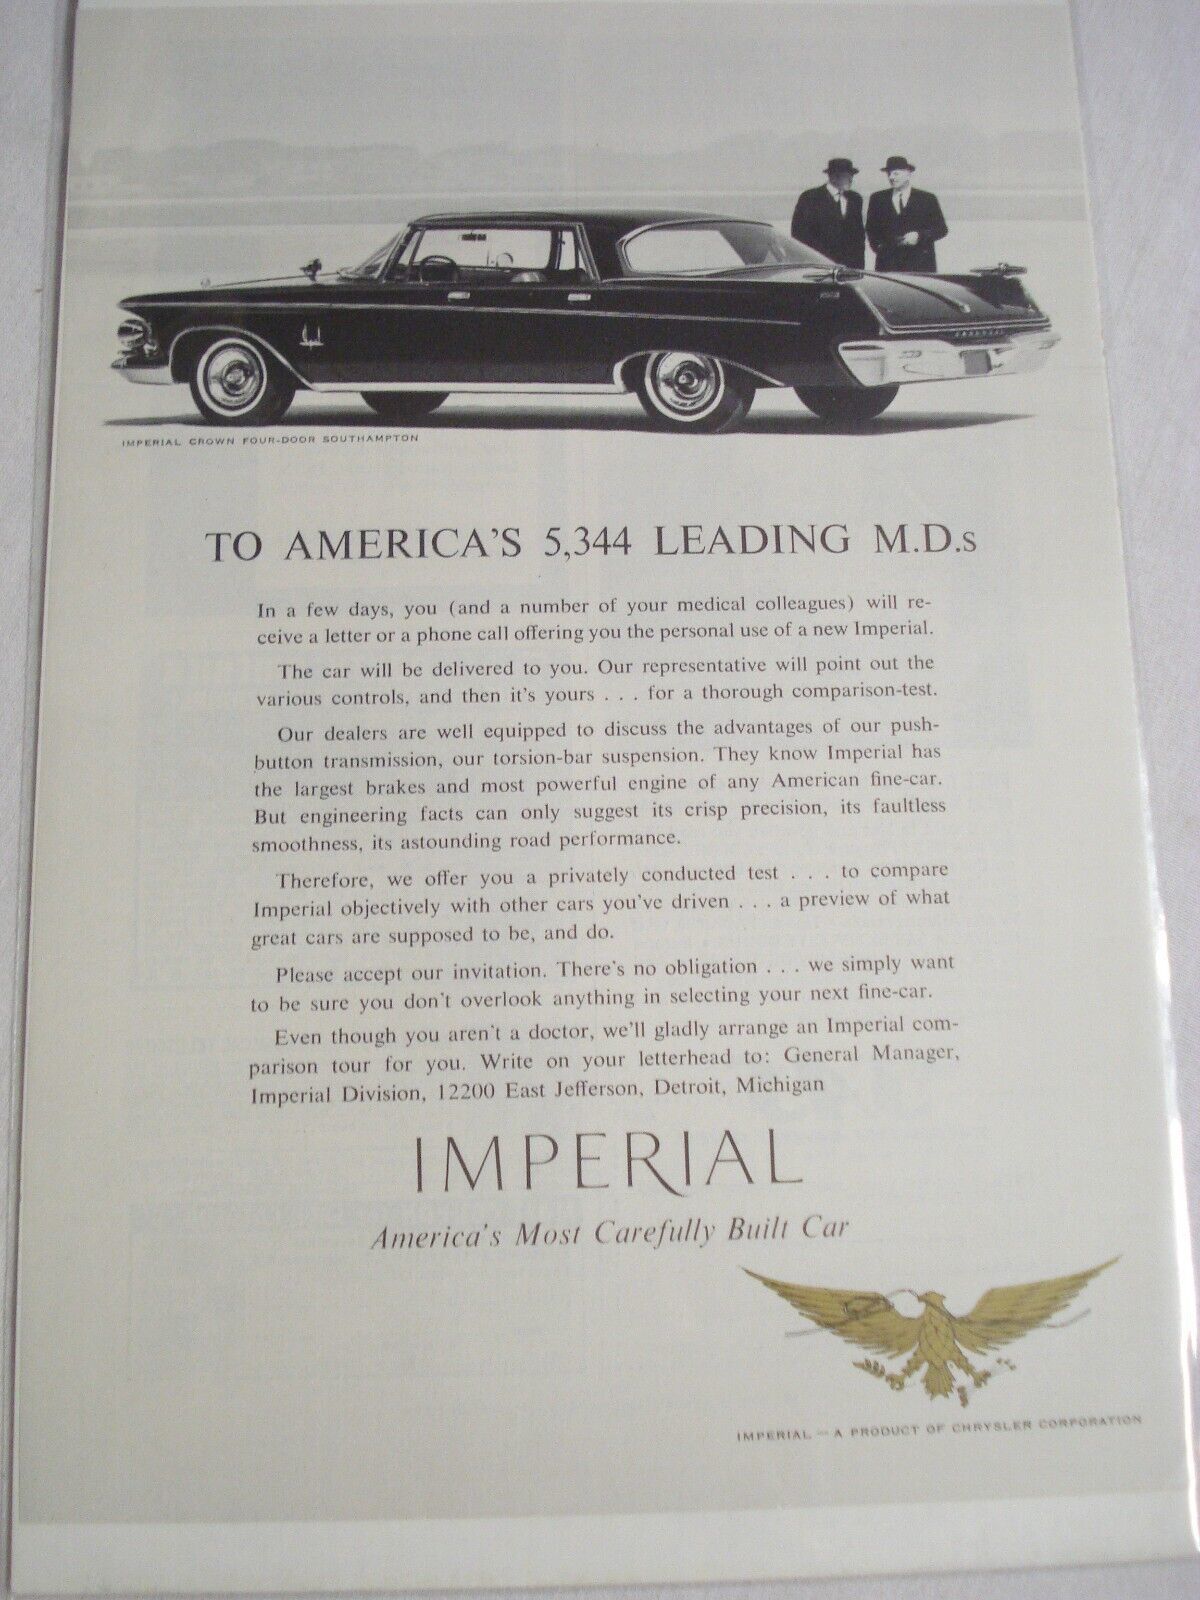 IMPERIAL CROWN FOUR-DOOR SOUTHAMPTON
TO AMERICA'S 5,344 LEADING M.D.s
In a few days, you (and a number of your medical colleagues) will re-
ceive a letter or a phone call offering you the personal use of a new Imperial.
The car will be delivered to you. Our representative will point out the
various controls, and then it's yours . . . for a thorough comparison-test.
Our dealers are well equipped to discuss the advantages of our push-
button transmission, our torsion-bar suspension. They know Imperial has
the largest brakes and most powerful engine of any American fine-car.
But engineering facts can only suggest its crisp precision, its faultless
smoothness, its astounding road performance.
Therefore, we offer you a privately conducted test . . . to compare
Imperial objectively with other cars you've driven . . . a preview of what
great cars are supposed to be, and do.
Please accept our invitation. There's no obligation . . . we simply want
to be sure you don't overlook anything in selecting your next fine-car.
Even though you aren't a doctor, we'll gladly arrange an Imperial com-
parison tour for you. Write on your letterhead to: General Manager,
Imperial Division, 12200 East Jefferson, Detroit, Michigan
IMPERIAL
America's Most Carefully Built Car
IMPERIAL — A PRODUCT OF CHRYSLER CORPORATION